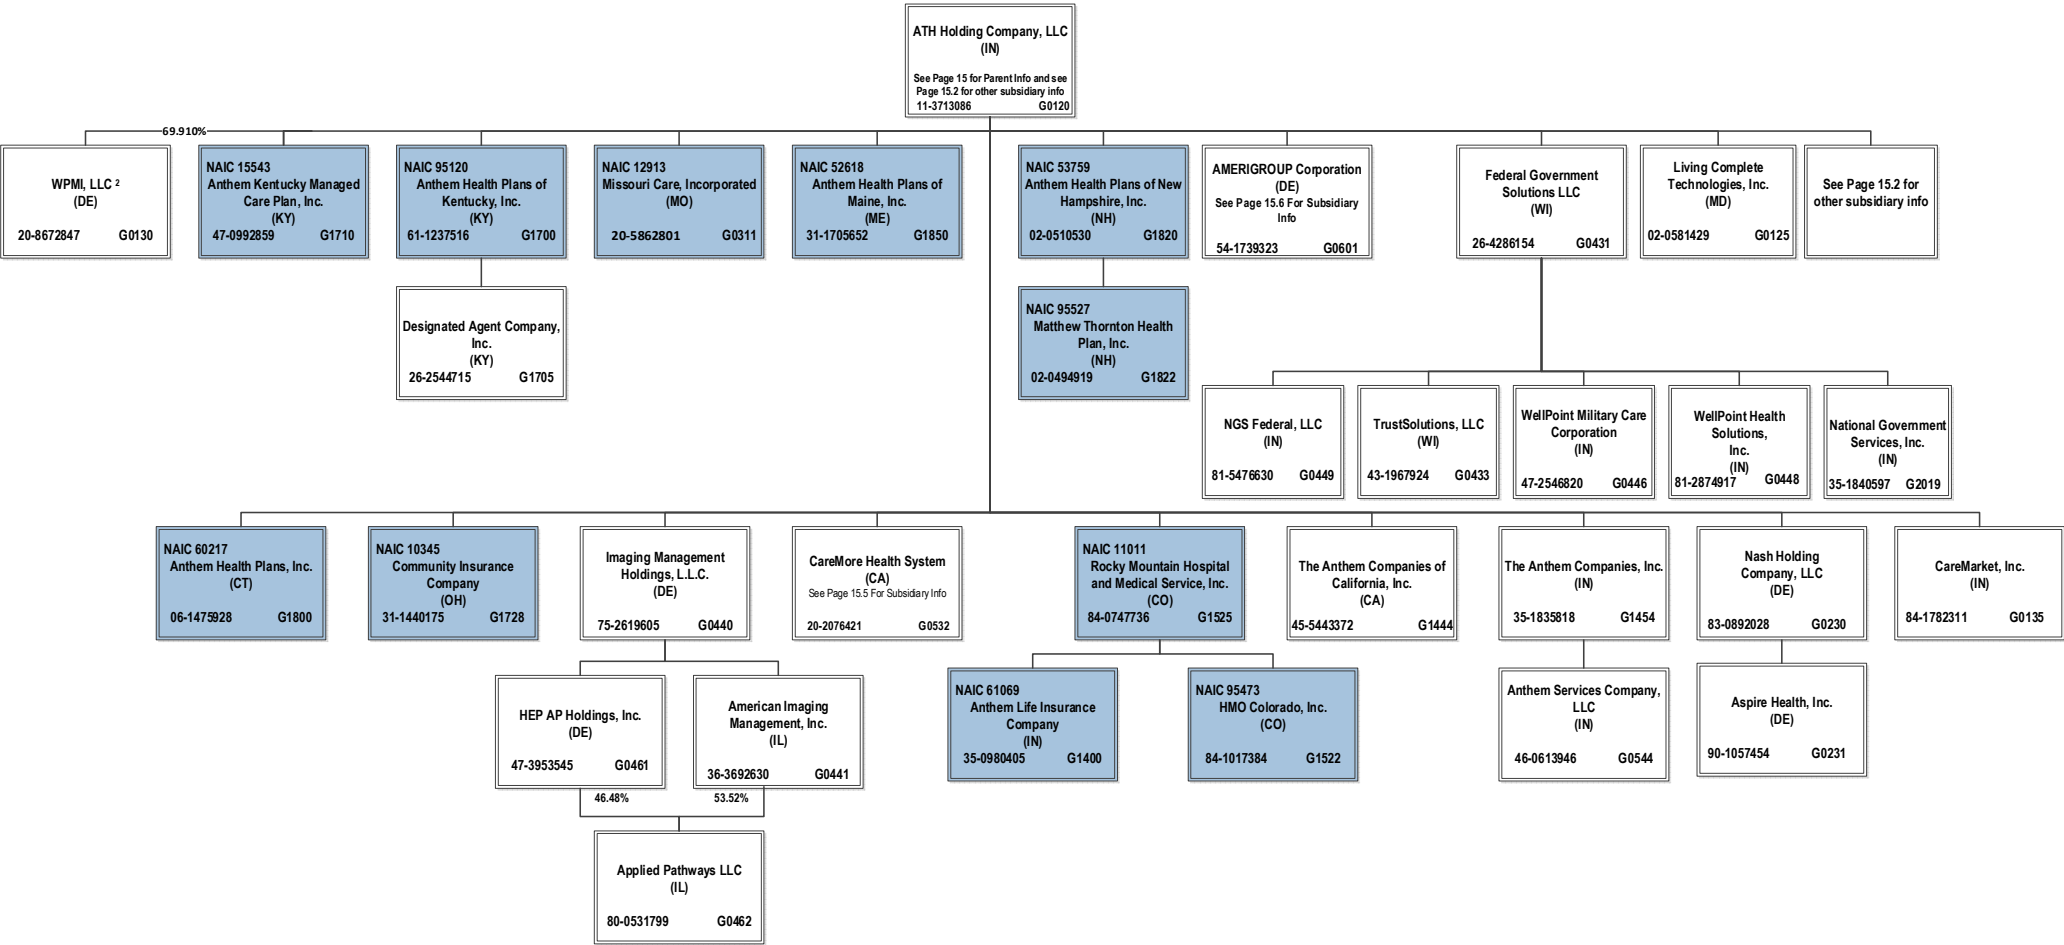 ATH Holding Company, LLC
(IN)
See Page 15 for Parent Info and see
Page 15.2 for other subsidiary info
11-3713086 G0120
69.910%
WPMI, LLC 2
(DE)
20-8672847 G0130
NAIC 15543
Anthem Kentucky Managed
Care Plan, Inc.
(KY)
47-0992859 G1710
NAIC 95120
Anthem Health Plans of
Kentucky, Inc.
(KY)
61-1237516 G1700
NAIC 12913
Missouri Care, Incorporated
(MO)
20-5862801 G0311
NAIC 52618
Anthem Health Plans of
Maine, Inc.
(ME)
31-1705652 G1850
NAIC 53759
Anthem Health Plans of New
Hampshire, Inc.
(NH)
02-0510530 G1820
AMERIGROUP Corporation
(DE)
See Page 15.6 For Subsidiary
Info
54-1739323 G0601
Federal Government
Solutions LLC
(WI)
26-4286154 G0431
Living Complete
Technologies, Inc.
(MD)
02-0581429 G0125
See Page 15.2 for
other subsidiary info
Designated Agent Company,
Inc.
(KY)
26-2544715 G1705
NAIC 95527
Matthew Thornton Health
Plan, Inc.
(NH)
02-0494919 G1822
NGS Federal, LLC
(IN)
81-5476630 G0449
TrustSolutions, LLC
(WI)
43-1967924 G0433
WellPoint Military Care
Corporation
(IN)
47-2546820 G0446
WellPoint Health
Solutions,
Inc.
(IN)
81-2874917 G0448
National Government
Services, Inc.
(IN)
35-1840597 G2019
NAIC 60217
Anthem Health Plans, Inc.
(CT)
06-1475928 G1800
NAIC 10345
Community Insurance
Company
(OH)
31-1440175 G1728
Imaging Management
Holdings, L.L.C.
(DE)
75-2619605 G0440
CareMore Health System
(CA)
See Page 15.5 For Subsidiary Info
20-2076421 G0532
NAIC 11011
Rocky Mountain Hospital
and Medical Service, Inc.
(CO)
84-0747736 G1525
The Anthem Companies of
California, Inc.
(CA)
45-5443372 G1444
The Anthem Companies, Inc.
(IN)
35-1835818 G1454
Nash Holding
Company, LLC
(DE)
83-0892028 G0230
CareMarket, Inc.
(IN)
84-1782311 G0135
HEP AP Holdings, Inc.
(DE)
47-3953545 G0461
American Imaging
Management, Inc.
(IL)
36-3692630 G0441
NAIC 61069
Anthem Life Insurance
Company
(IN)
35-0980405 G1400
NAIC 95473
HMO Colorado, Inc.
(CO)
84-1017384 G1522
Anthem Services Company,
LLC
(IN)
46-0613946 G0544
Aspire Health, Inc.
(DE)
90-1057454 G0231
46.48% 53.52%
Applied Pathways LLC
(IL)
80-0531799 G0462